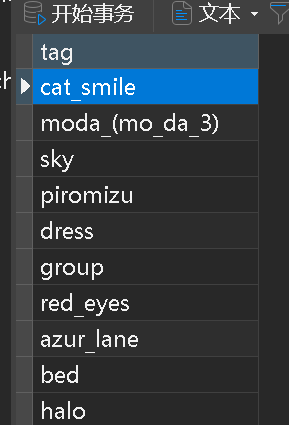 开始事务 文本
tag
cat_smile
moda_(mo_da_3)
sky
piromizu
dress
group
red_eyes
azur_lane
bed
halo